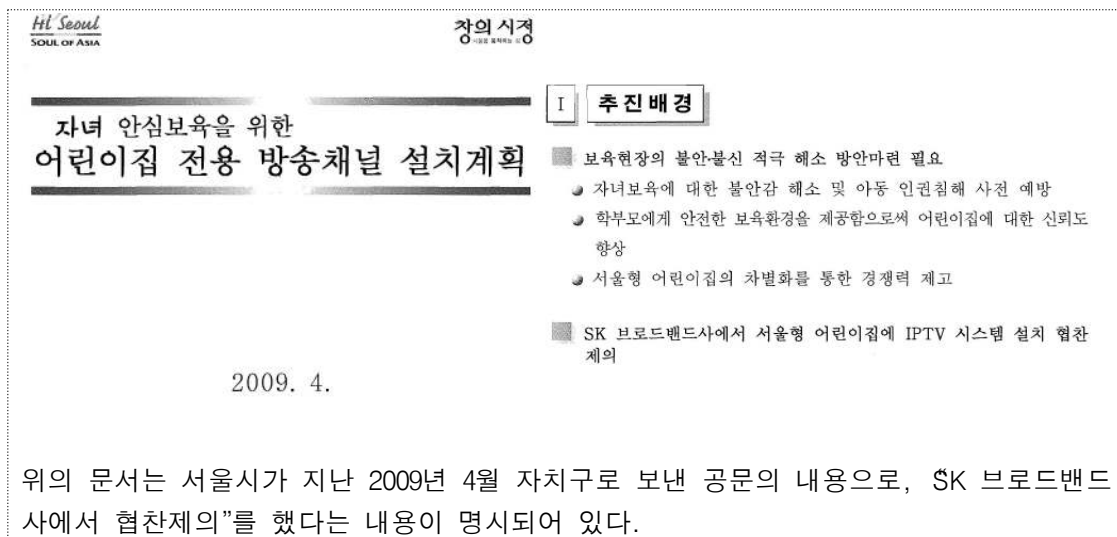 Hi Seoul
SOUL OF ASIA
창의시정
자녀 안심보육을 위한
어린이집 전용 방송채널 설치계획
2009. 4.
I 추진배경
보육현장의 불안·불신 적극 해소 방안마련 필요
자녀보육에 대한 불안감 해소 및 아동 인권침해 사전 예방
학부모에게 안전한 보육환경을 제공함으로써 어린이집에 대한 신뢰도
향상
서울형 어린이집의 차별화를 통한 경쟁력 제고
SK 브로드밴드사에서 서울형 어린이집에 IPTV 시스템 설치 협찬
제의
위의 문서는 서울시가 지난 2009년 4월 자치구로 보낸 공문의 내용으로, “SK 브로드밴드
사에서 협찬제의”를 했다는 내용이 명시되어 있다.